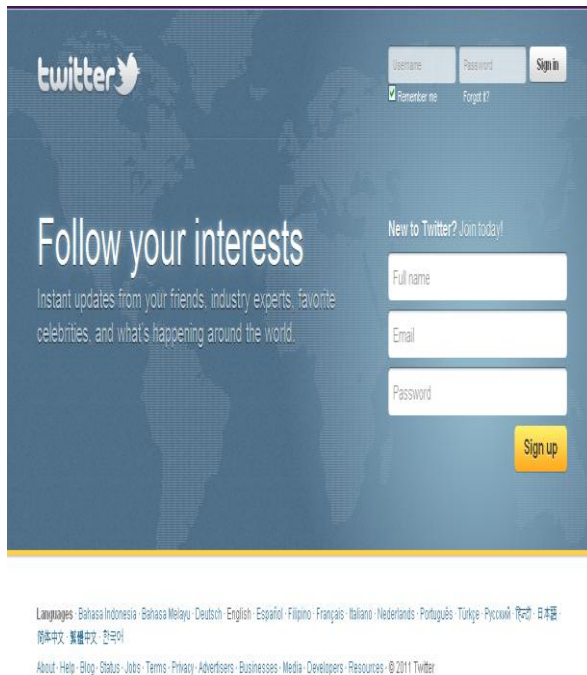 twitter
Username Password Sign in
Remember me Forgot it?
Follow your interests
Instant updates from your friends, industry experts, favorite
celebrities, and what's happening around the world.
New to Twitter? Join today!
Full name
Email
Password
Sign up
Languages · Bahasa Indonesia · Bahasa Melayu · Deutsch · English · Español · Filipino · Français · Italiano · Nederlands · Português · Türkçe · Русский · हिन्दी · 日本語 ·
简体中文 · 繁體中文 · 한국어
About · Help · Blog · Status · Jobs · Terms · Privacy · Advertisers · Businesses · Media · Developers · Resources · © 2011 Twitter